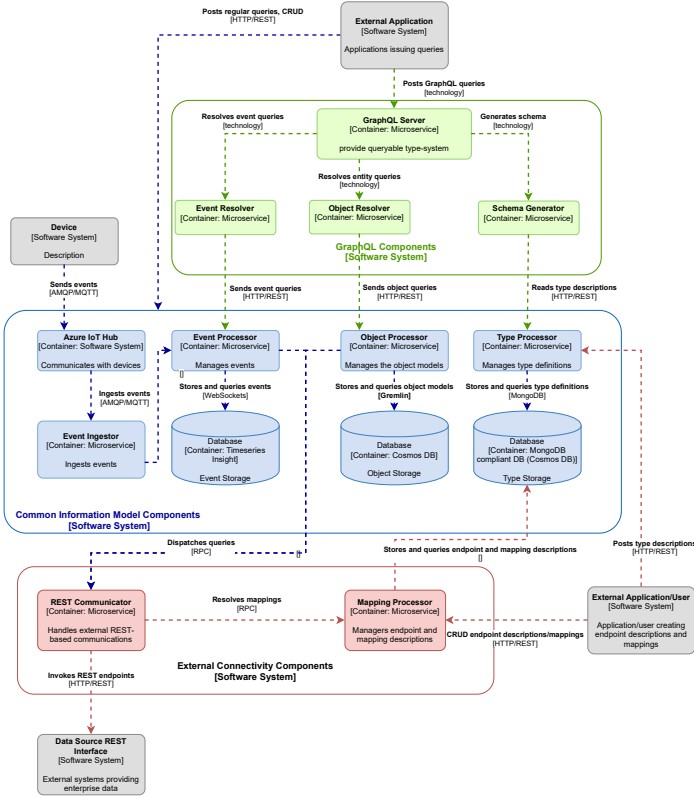 Posts regular queries, CRUD
[HTTP/REST]
External Application
[Software System]
Applications issuing queries
Posts GraphQL queries
[technology]
Resolves event queries
[technology]
GraphQL Server
[Container: Microservice]
provide queryable type-system
Generates schema
[technology]
Resolves entity queries
[technology]
Event Resolver
[Container: Microservice]
Object Resolver
[Container: Microservice]
Schema Generator
[Container: Microservice]
GraphQL Components
[Software System]
Device
[Software System]
Description
Sends events
[AMQP/MQTT]
Sends event queries
[HTTP/REST]
Sends object queries
[HTTP/REST]
Reads type descriptions
[HTTP/REST]
Azure IoT Hub
[Container: Software System]
Communicates with devices
Event Processor
[Container: Microservice]
Manages events
[]
Object Processor
[Container: Microservice]
Manages the object models
Type Processor
[Container: Microservice]
Manages type definitions
Ingests events
[AMQP/MQTT]
Stores and queries events
[WebSockets]
Stores and queries object models
[Gremlin]
Stores and queries type definitions
[MongoDB]
Event Ingestor
[Container: Microservice]
Ingests events
Database
[Container: Timeseries
Insight]
Event Storage
Database
[Container: Cosmos DB]
Object Storage
Database
[Container: MongoDB
compliant DB (Cosmos DB)]
Type Storage
Common Information Model Components
[Software System]
Dispatches queries
[RPC]
[]
Stores and queries endpoint and mapping descriptions
[]
Posts type descriptions
[HTTP/REST]
REST Communicator
[Container: Microservice]
Handles external REST-
based communications
Resolves mappings
[RPC]
Mapping Processor
[Container: Microservice]
Managers endpoint and
mapping descriptions
CRUD endpoint descriptions/mappings
[HTTP/REST]
External Application/User
[Software System]
Application/user creating
endpoint descriptions and
mappings
External Connectivity Components
[Software System]
Invokes REST endpoints
[HTTP/REST]
Data Source REST
Interface
[Software System]
External systems providing
enterprise data